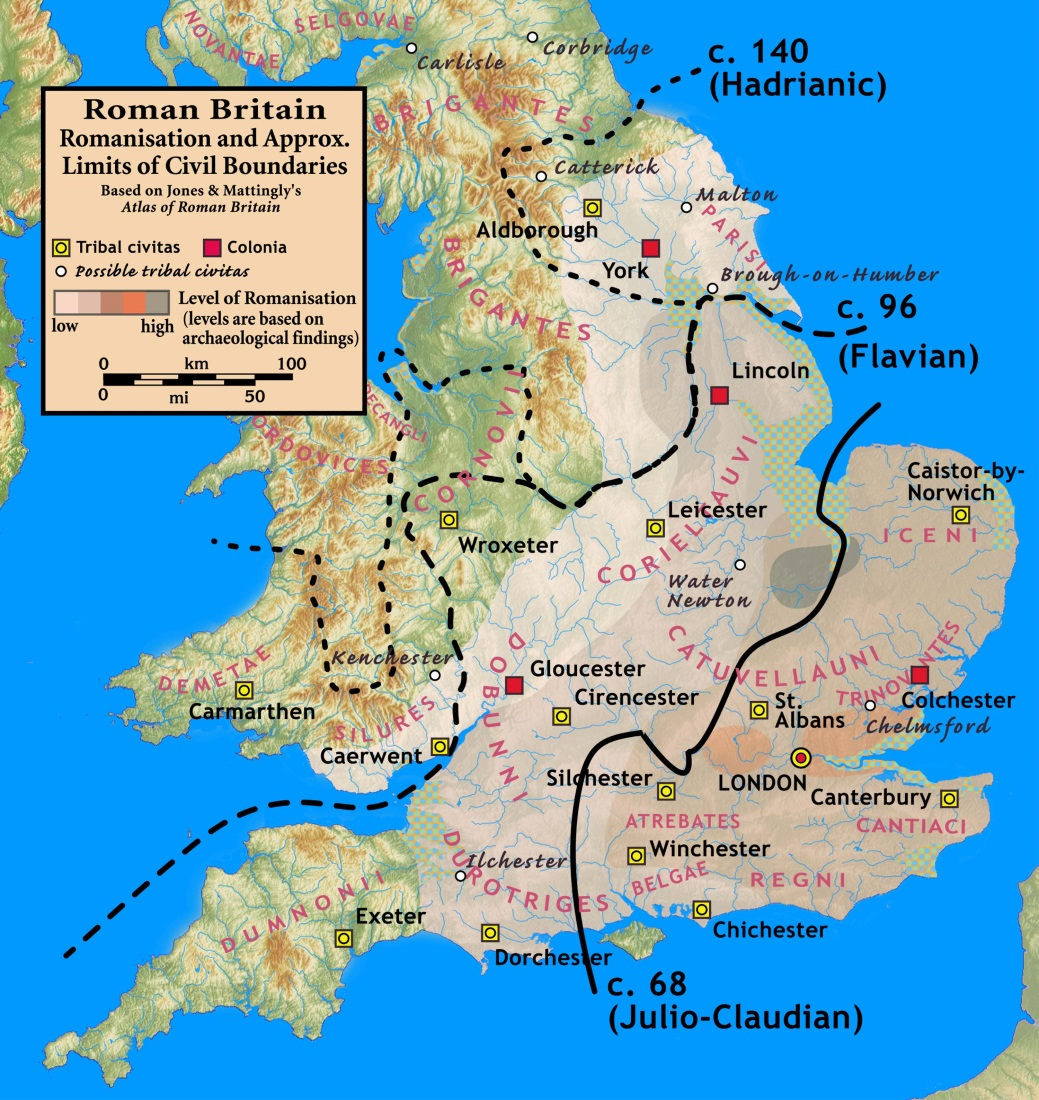 NOVANTAE
SELGOVAE
Carlisle
Corbridge
c. 140
(Hadrianic)
Roman Britain
Romanisation and Approx.
Limits of Civil Boundaries
Based on Jones & Mattingly's
Atlas of Roman Britain
Tribal civitas
Colonia
Possible tribal civitas
Level of Romanisation
(levels are based on
archaeological findings)
low
high
0 km 100
0 mi 50
BRIGANTES
Catterick
Malton
Aldborough
PARISI
York
BRIGANTES
Brough-on-Humber
c. 96
(Flavian)
Lincoln
DECANGLI
ORDOVICES
CORNOVII
Caistor-by-
Norwich
ICENI
Leicester
CORIELTAUVI
Wroxeter
Water
Newton
CATUVELLAUNI
TRINOVANTES
Kenchester
DEMETAE
Carmarthen
SILURES
DOBUNNI
Gloucester
Cirencester
St.
Albans
Colchester
Chelmsford
Caerwent
Silchester
LONDON
Canterbury
ATREBATES
CANTIACI
Winchester
BELGAE
REGNI
Ilchester
DUROTRIGES
DUMNONII
Exeter
Chichester
Dorchester
c. 68
(Julio-Claudian)